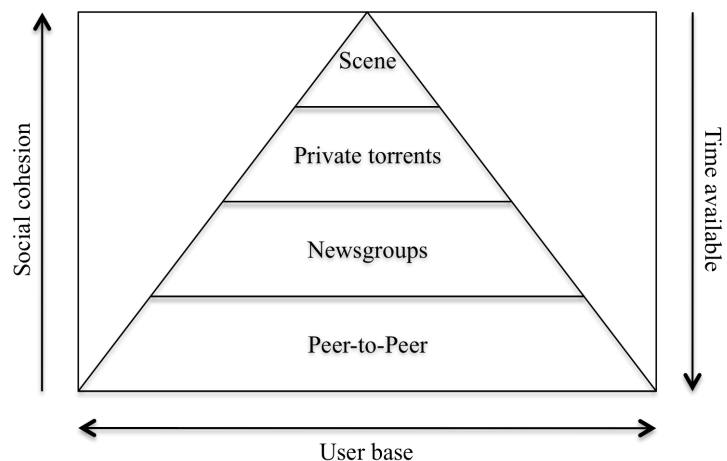 Scene
Private torrents
Newsgroups
Peer-to-Peer
Social cohesion
Time available
User base